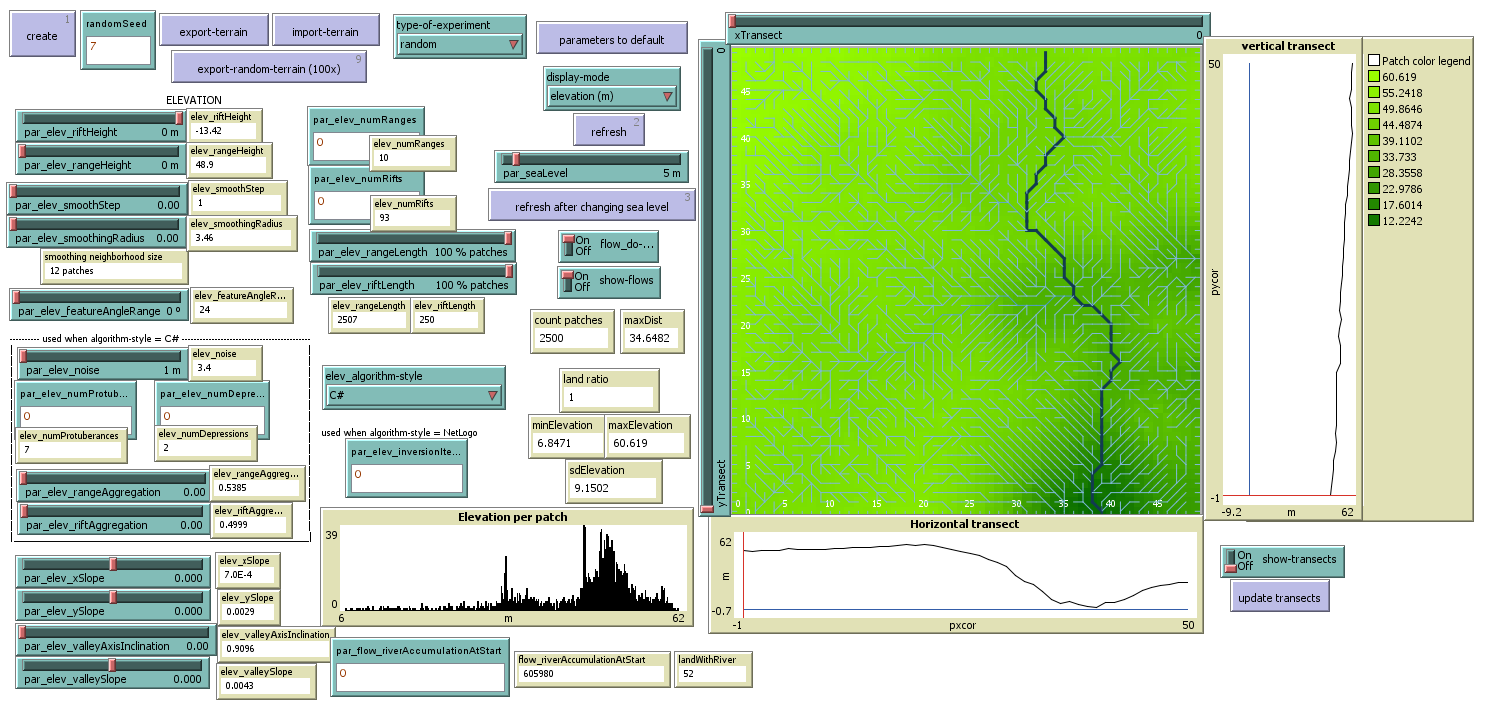 create
1
randomSeed
7
export-terrain
import-terrain
export-random-terrain (100x)
9
type-of-experiment
random
parameters to default
display-mode
elevation (m)
refresh
2
par_seaLevel
5 m
refresh after changing sea level
3
ELEVATION
par_elev_riftHeight
0 m
elev_riftHeight
-13.42
par_elev_rangeHeight
0 m
elev_rangeHeight
48.9
par_elev_smoothStep
0.00
elev_smoothStep
1
par_elev_smoothingRadius
0.00
elev_smoothingRadius
3.46
smoothing neighborhood size
12 patches
par_elev_featureAngleRange
0 º
elev_featureAngleR...
24
par_elev_numRanges
0
elev_numRanges
10
par_elev_numRifts
0
elev_numRifts
93
par_elev_rangeLength
100 % patches
par_elev_riftLength
100 % patches
elev_rangeLength
2507
elev_riftLength
250
On
Off
flow_do-...
On
Off
show-flows
count patches
2500
maxDist
34.6482
used when algorithm-style = C#
par_elev_noise
1 m
elev_noise
3.4
par_elev_numProtub...
0
elev_numProtuberances
7
par_elev_numDepre...
0
elev_numDepressions
2
par_elev_rangeAggregation
0.00
elev_rangeAggreg...
0.5385
par_elev_riftAggregation
0.00
elev_riftAggre...
0.4999
elev_algorithm-style
C#
used when algorithm-style = NetLogo
par_elev_inversionIte...
0
land ratio
1
minElevation
6.8471
maxElevation
60.619
sdElevation
9.1502
par_elev_xSlope
0.000
elev_xSlope
7.0E-4
par_elev_ySlope
0.000
elev_ySlope
0.0029
par_elev_valleyAxisInclination
0.00
elev_valleyAxisInclination
0.9096
par_elev_valleySlope
0.000
elev_valleySlope
0.0043
Elevation per patch
39
0
6
m
62
par_flow_riverAccumulationAtStart
0
flow_riverAccumulationAtStart
605980
landWithRiver
52
xTransect
0
yTransect
0
45
40
35
30
25
20
15
10
5
0
0
5
10
15
20
25
30
35
40
45
vertical transect
50
pycor
-1
-9.2
m
62
Patch color legend
60.619
55.2418
49.8646
44.4874
39.1102
33.733
28.3558
22.9786
17.6014
12.2242
Horizontal transect
62
m
-0.7
-1
pxcor
50
On
Off
show-transects
update transects